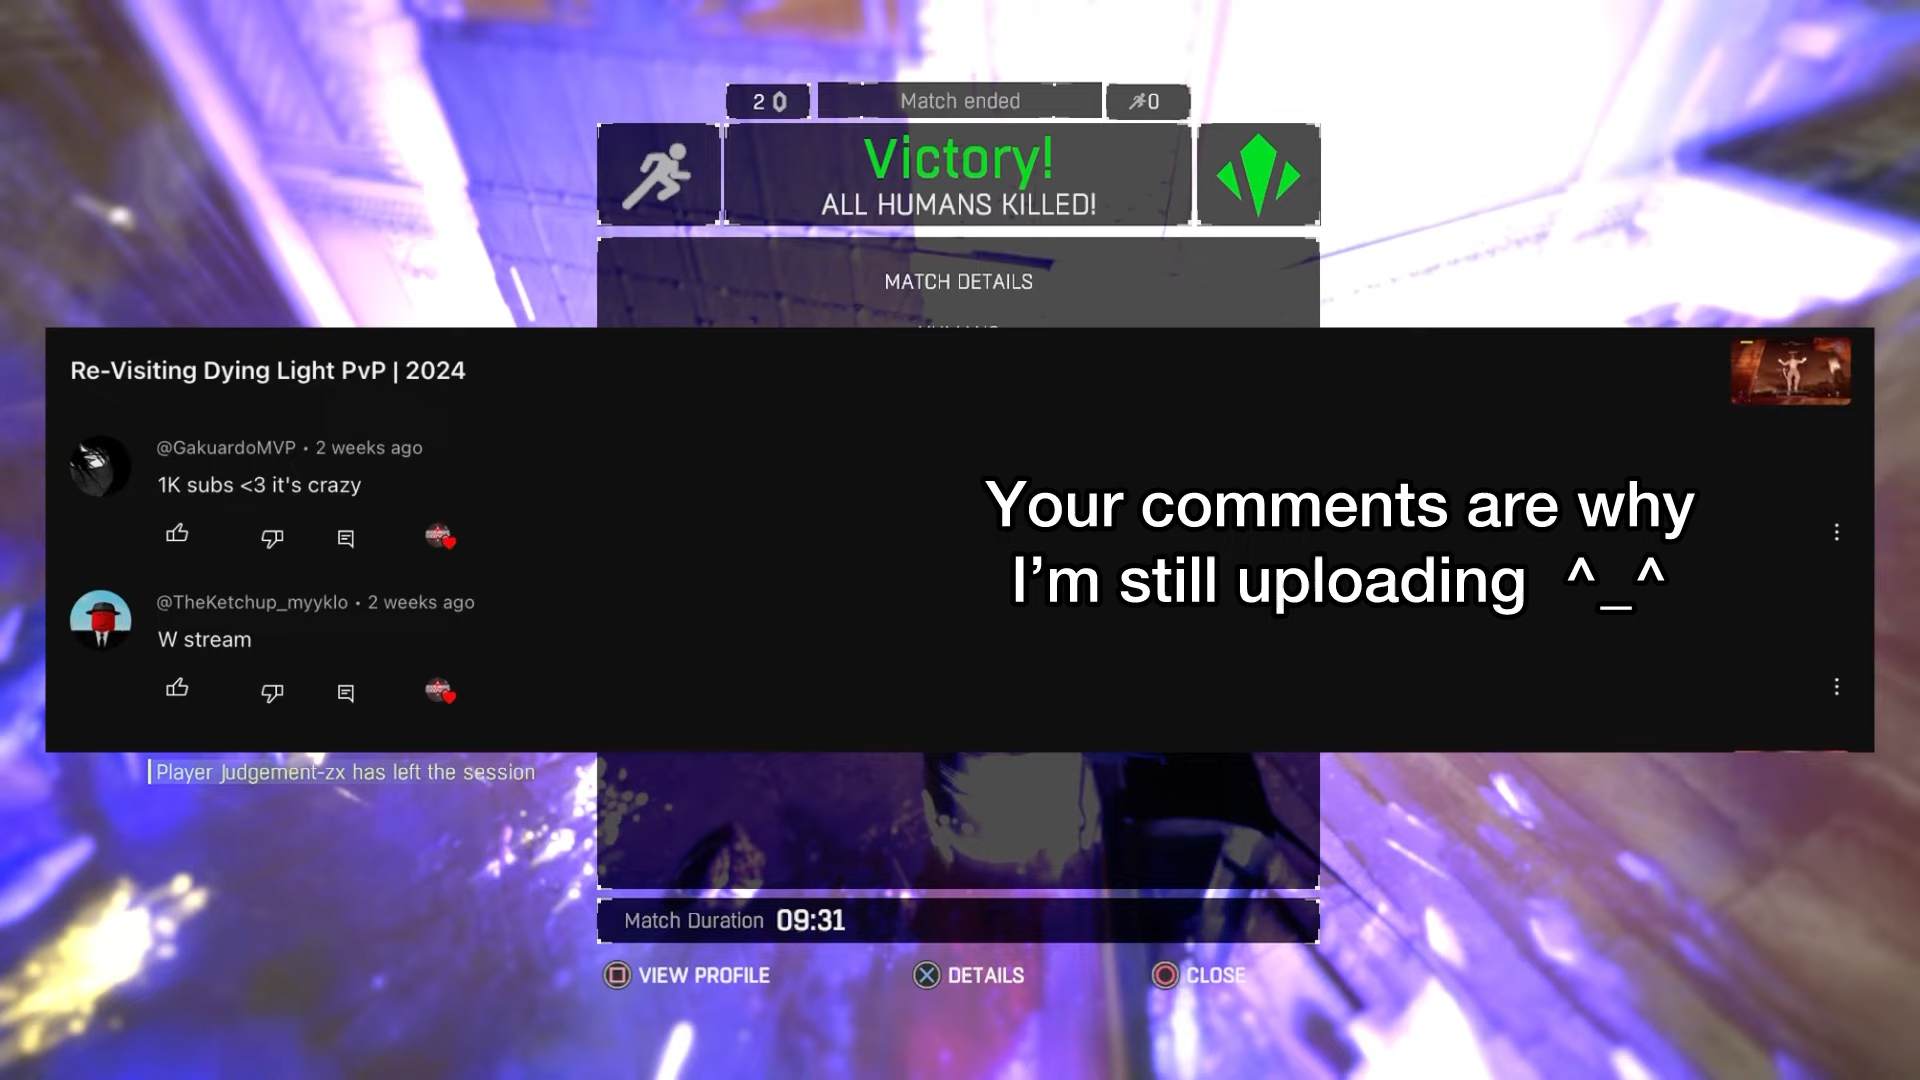 2
Match ended
0
Victory!
ALL HUMANS KILLED!
MATCH DETAILS
Re-Visiting Dying Light PvP | 2024
@GakuardoMVP • 2 weeks ago
1K subs <3 it's crazy
@TheKetchup_myyklo • 2 weeks ago
W stream
Your comments are why
I’m still uploading ^_^
Player Judgement-zx has left the session
Match Duration 09:31
VIEW PROFILE
DETAILS
CLOSE